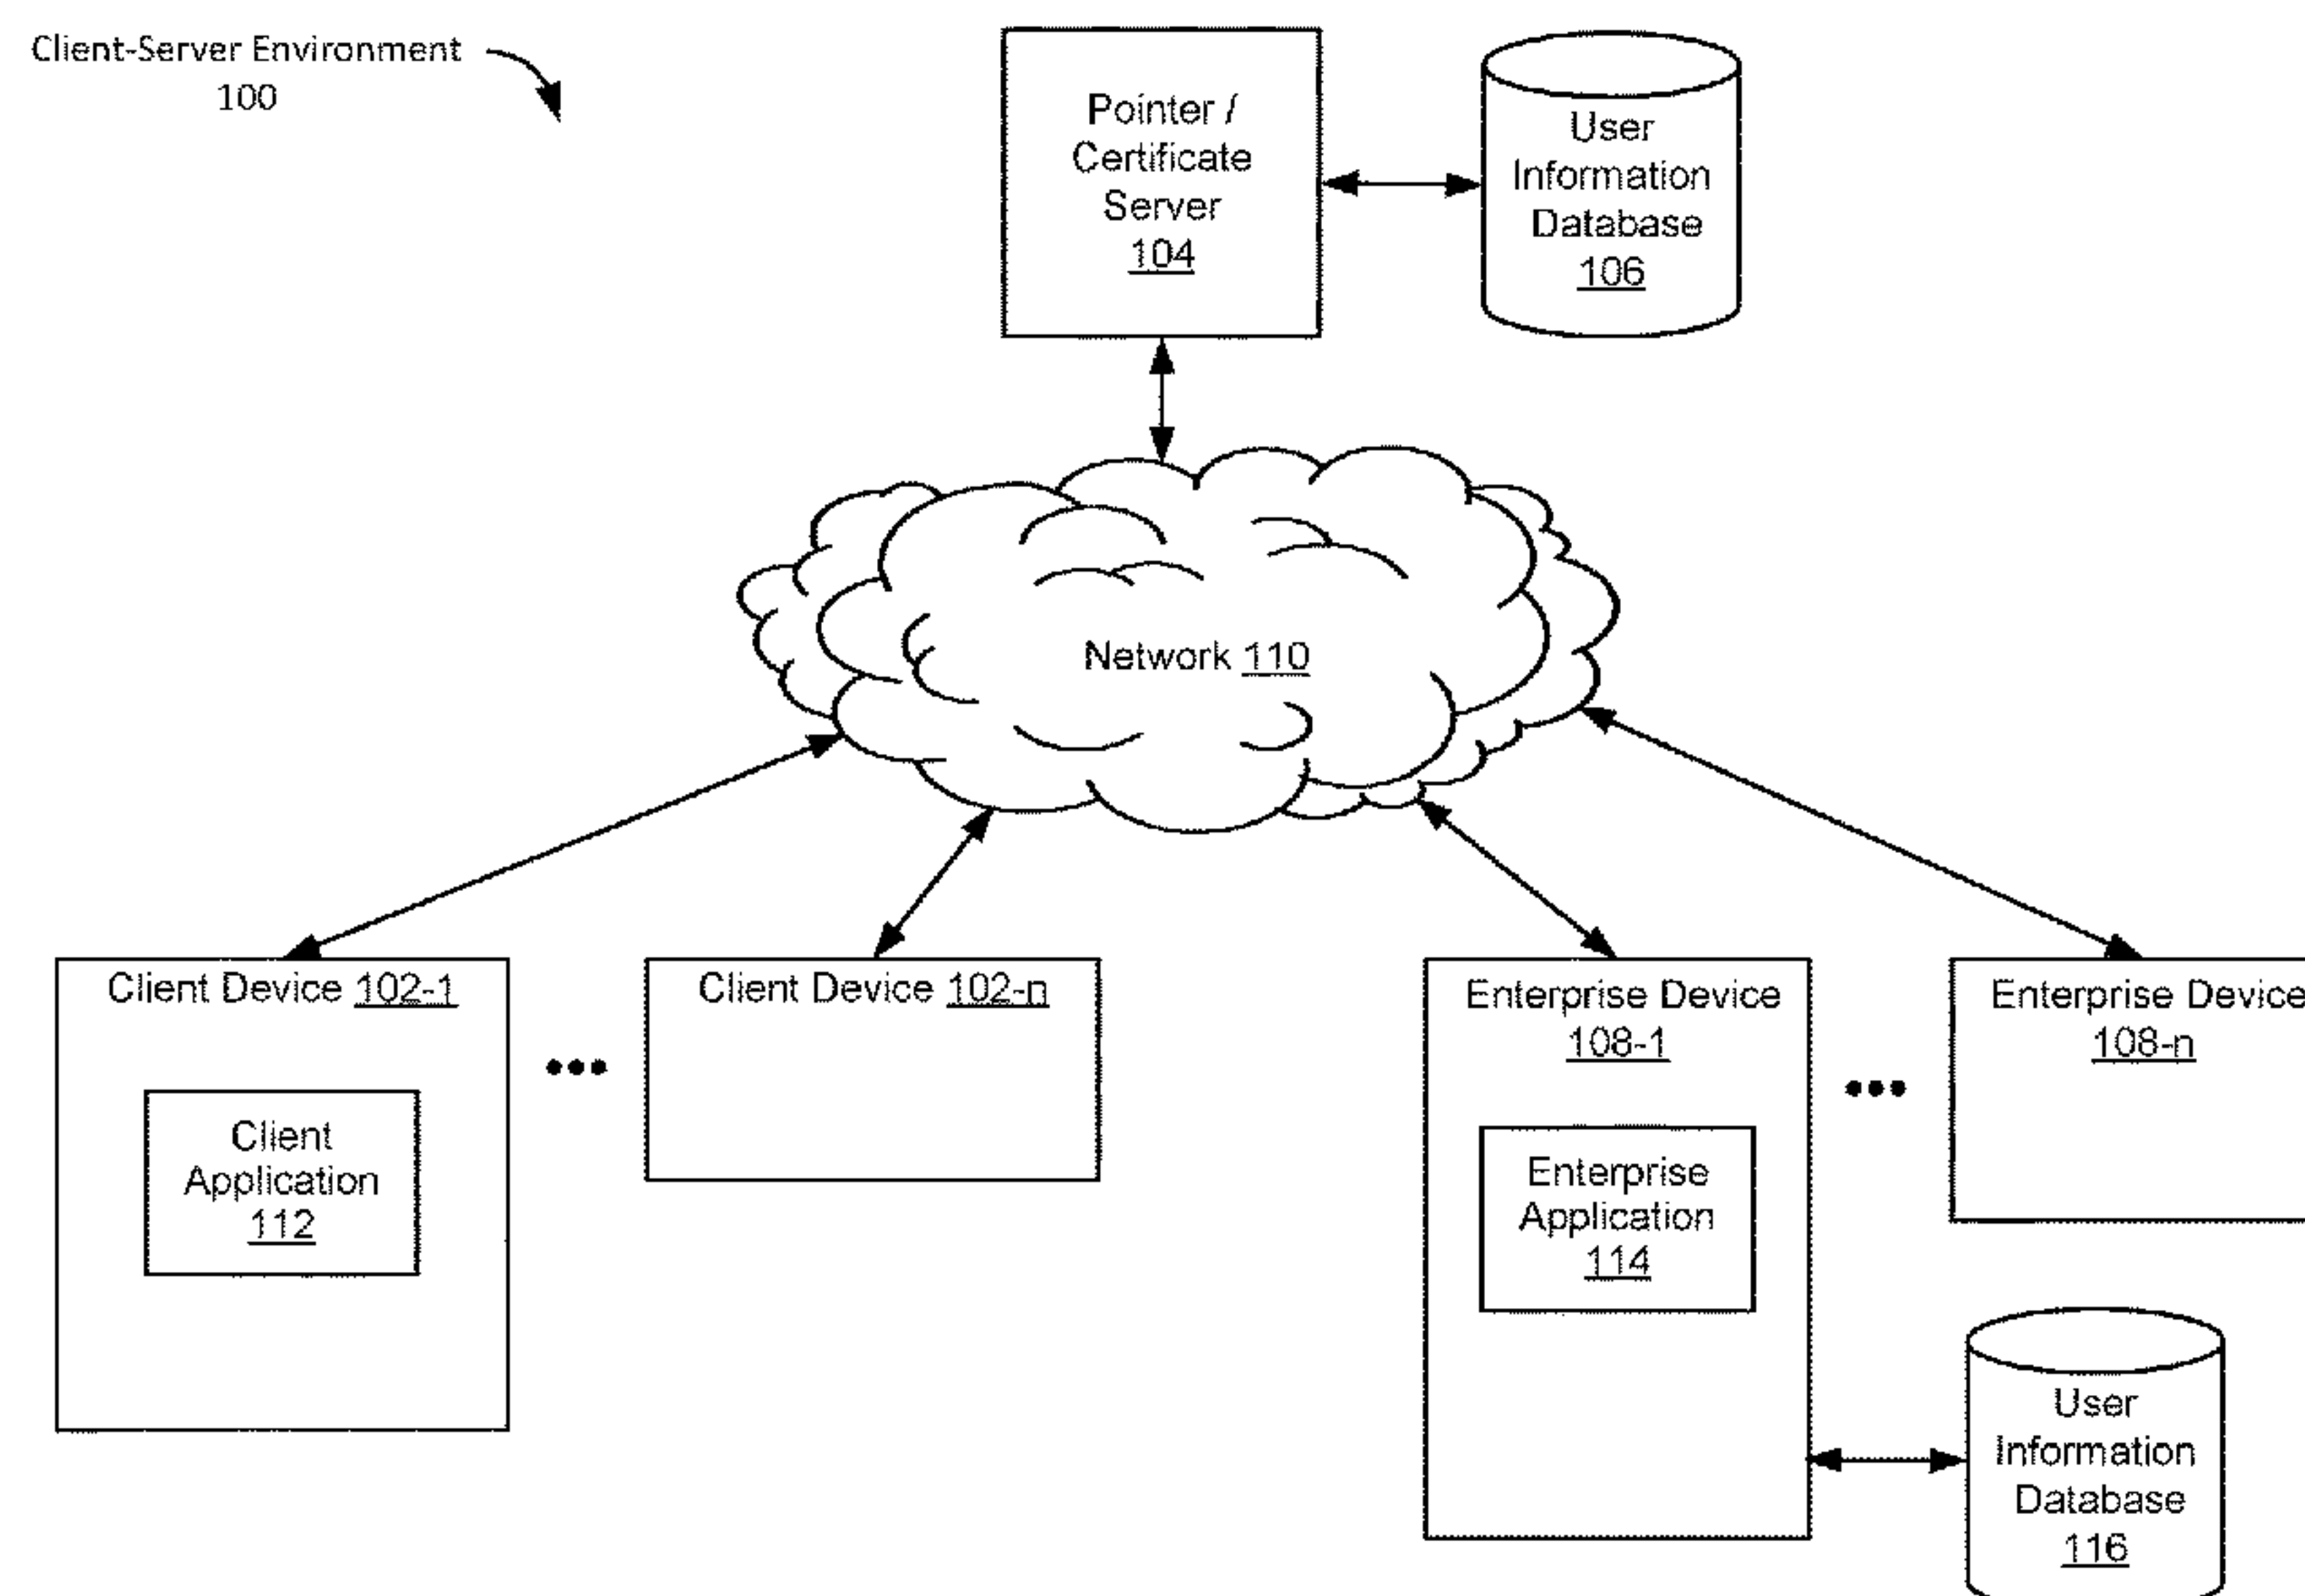 Client-Server Environment
100
Pointer /
Certificate
Server
104
User
Information
Database
106
Network 110
Client Device 102-1
Client
Application
112
Client Device 102-n
Enterprise Device
108-1
Enterprise
Application
114
Enterprise Device
108-n
User
Information
Database
116